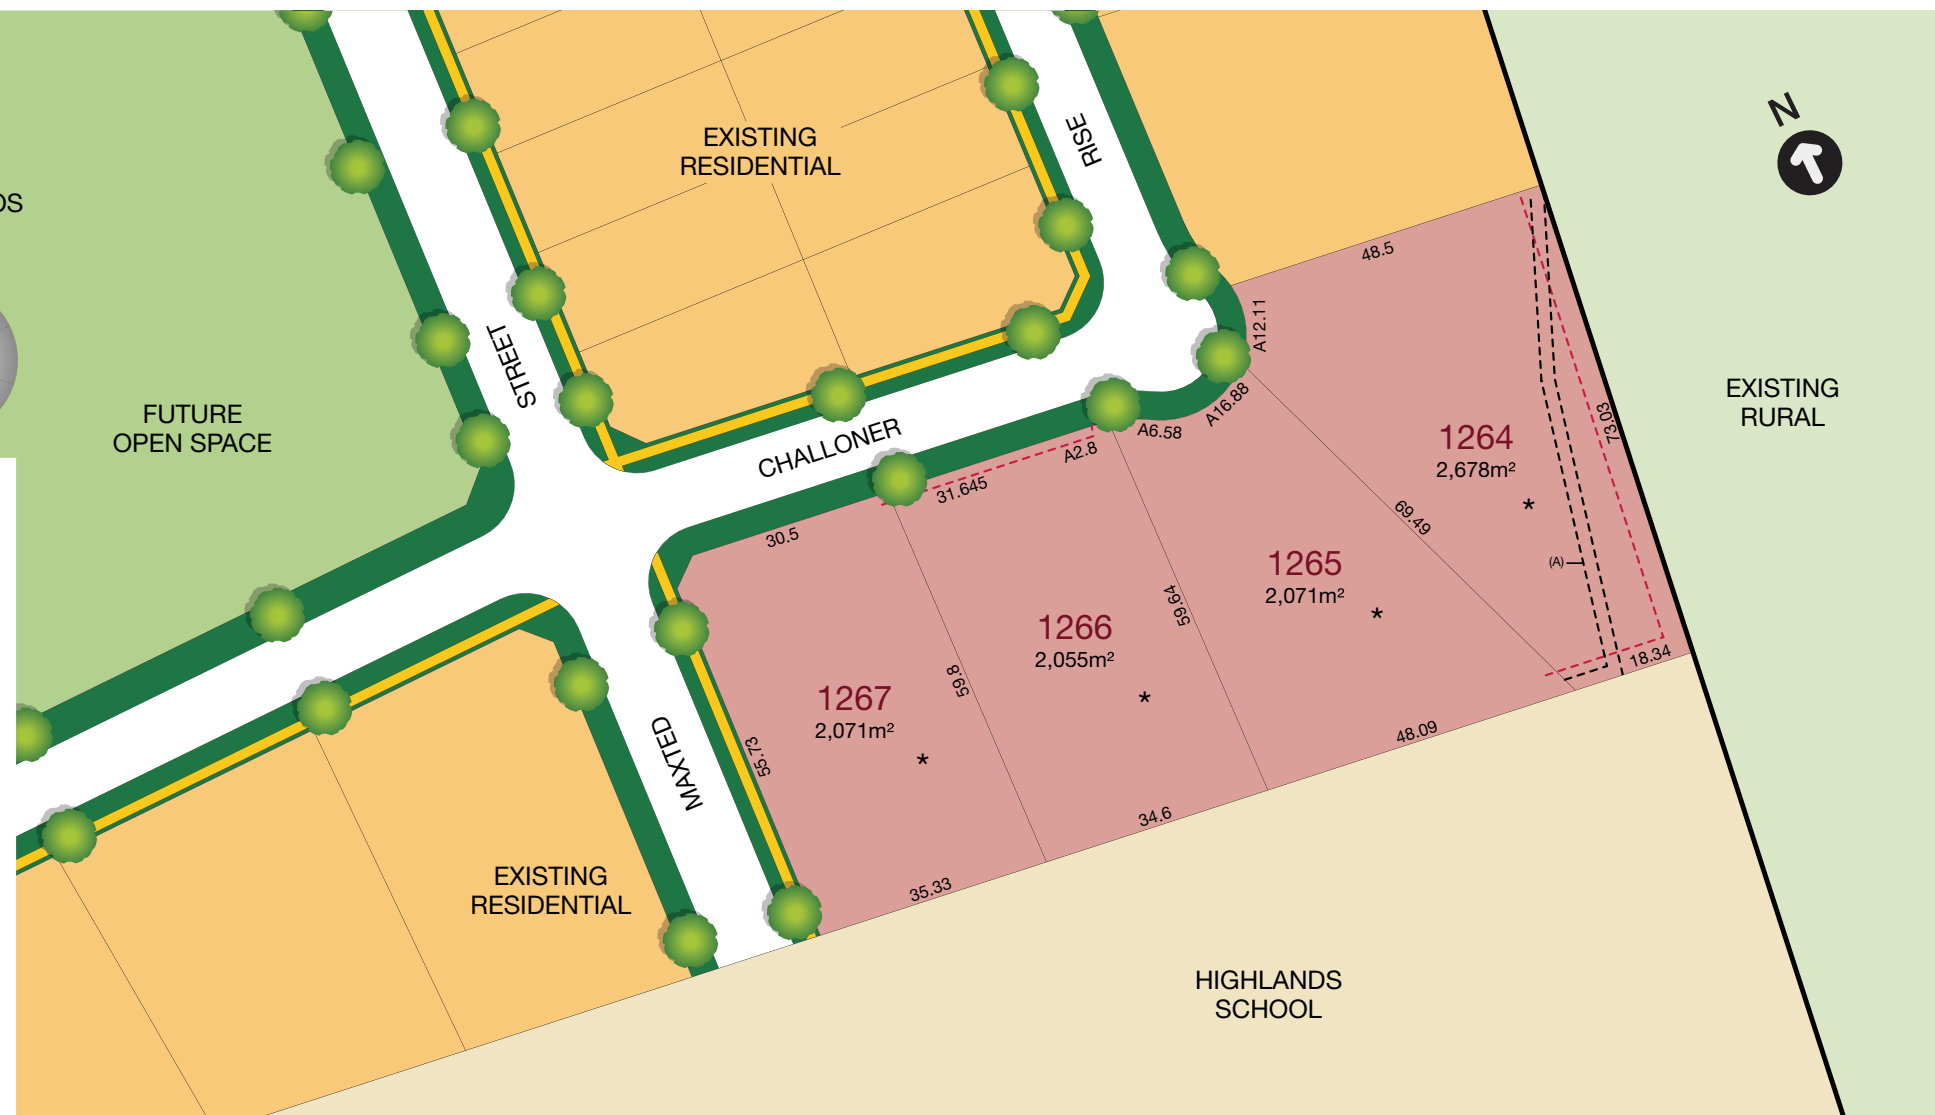 N
EXISTING
RESIDENTIAL
RISE
48.5
A12.11
STREET
FUTURE
OPEN SPACE
EXISTING
RURAL
73.03
A16.88
A6.58
CHALLONER
A2.8
31.645
30.5
1264
2,678m²
*
69.49
(A)
18.34
1265
2,071m²
*
59.64
48.09
1266
2,055m²
*
59.8
34.6
1267
2,071m²
*
55.73
35.33
MAXTED
EXISTING
RESIDENTIAL
HIGHLANDS
SCHOOL